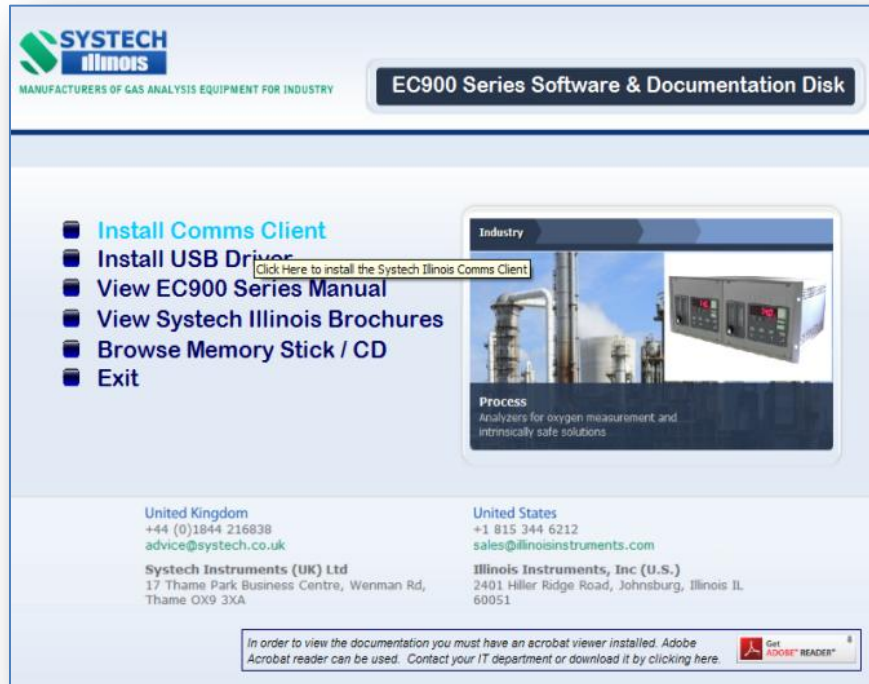 SYSTECH
illinois
MANUFACTURERS OF GAS ANALYSIS EQUIPMENT FOR INDUSTRY
EC900 Series Software & Documentation Disk
Install Comms Client
Install USB Driver
Click Here to install the Systech Illinois Comms Client
View EC900 Series Manual
View Systech Illinois Brochures
Browse Memory Stick / CD
Exit
Industry
Process
Analyzers for oxygen measurement and
intrinsically safe solutions
United Kingdom
+44 (0)1844 216838
advice@systech.co.uk
Systech Instruments (UK) Ltd
17 Thame Park Business Centre, Wenman Rd,
Thame OX9 3XA
United States
+1 815 344 6212
sales@illinoisinstruments.com
Illinois Instruments, Inc (U.S.)
2401 Hiller Ridge Road, Johnsburg, Illinois IL
60051
In order to view the documentation you must have an acrobat viewer installed. Adobe
Acrobat reader can be used. Contact your IT department or download it by clicking here.
Get
ADOBE® READER®